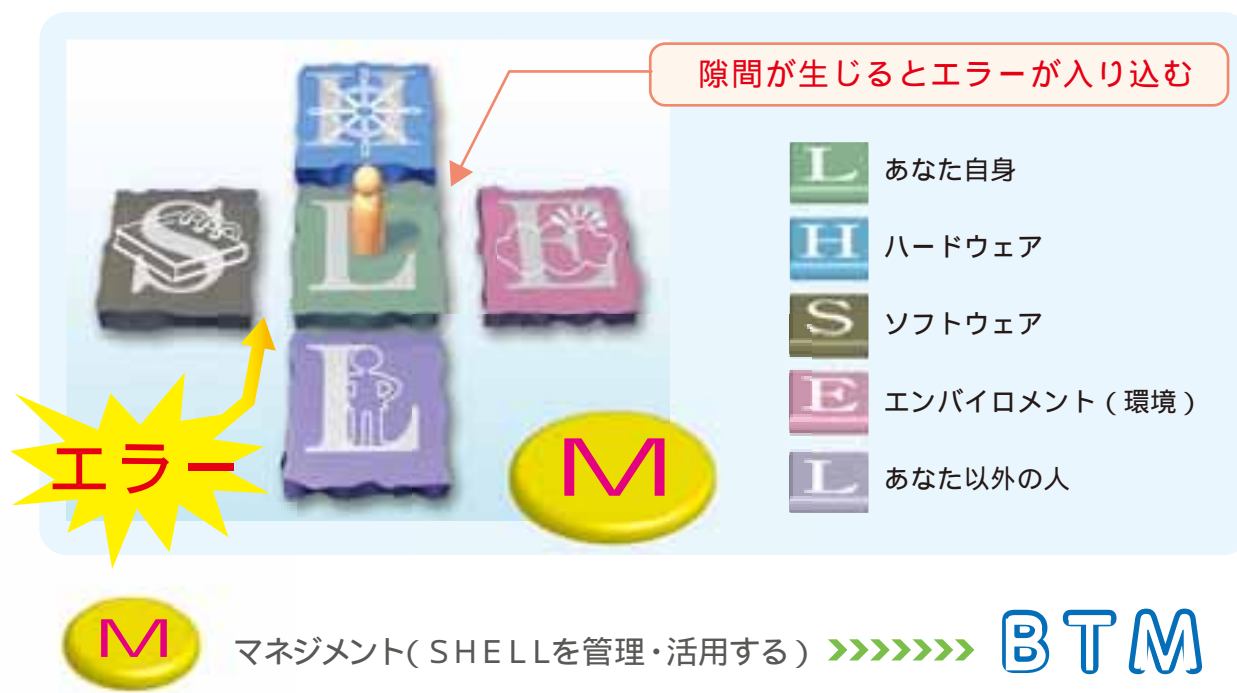 隙間が生じるとエラーが入り込む
H
S
L
E
L
エラー
M
L あなた自身
H ハードウェア
S ソフトウェア
E エンバイロメント(環境)
L あなた以外の人
M マネジメント(SHELLを管理・活用する) >>>>>>> BTM